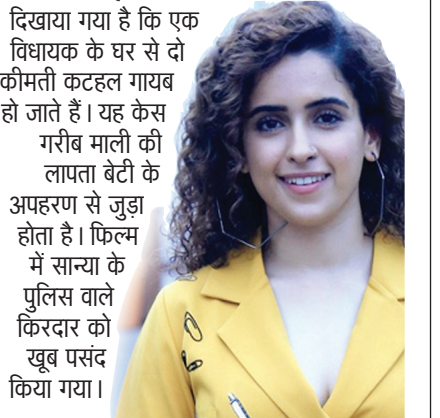 दिखाया गया है कि एक
विधायक के घर से दो
कीमती कटहल गायब
हो जाते हैं। यह केस
गरीब माली की
लापता बेटी के
अपहरण से जुड़ा
होता है। फिल्म
में सान्या के
पुलिस वाले
किरदार को
खूब पसंद
किया गया।